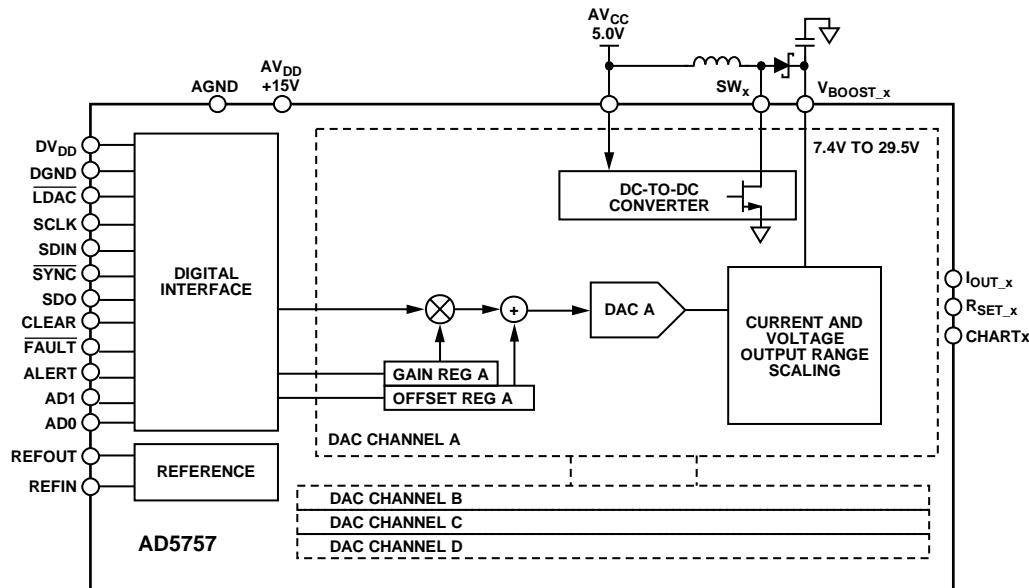 AVCC
5.0V
AVDD
+15V
AGND
SWx
VBOOST_x
DVDD
DGND
LDAC
SCLK
SDIN
SYNC
SDO
CLEAR
FAULT
ALERT
AD1
AD0
REFOUT
REFIN
DIGITAL
INTERFACE
REFERENCE
7.4V TO 29.5V
DC-TO-DC
CONVERTER
+
DAC A
GAIN REG A
OFFSET REG A
CURRENT AND
VOLTAGE
OUTPUT RANGE
SCALING
IOUT_x
RSET_x
CHARTx
DAC CHANNEL A
DAC CHANNEL B
DAC CHANNEL C
DAC CHANNEL D
AD5757